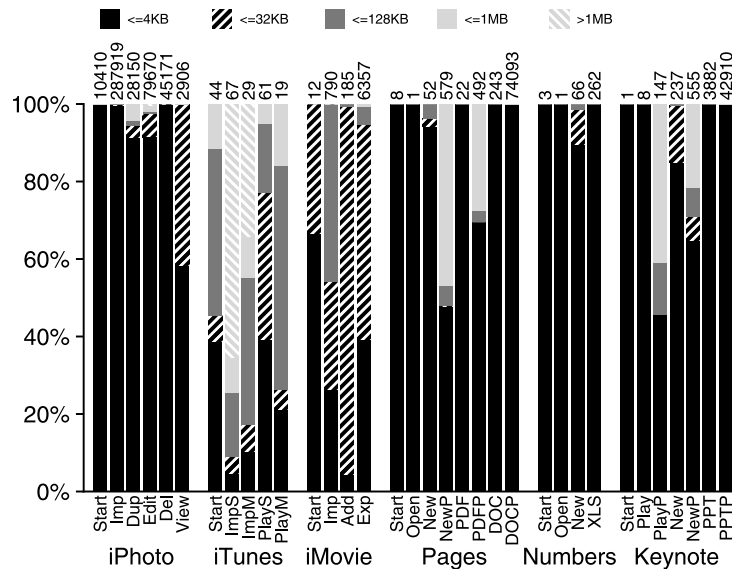 <=4KB <=32KB <=128KB <=1MB >1MB
10410 287919 28150 79670 45171 2906 44 67 29 61 19 12 790 185 6357 8 1 52 579 22 492 243 74093 3 1 66 262 1 8 147 237 555 3882 42910
100%
80%
60%
40%
20%
0%
Start Imp Dup Edit Del View Start ImpS ImpM PlayS PlayM Start Imp Add Exp Start Open New NewP PDF PDFP DOC DOCP Start Open New XLS Start Play PlayP New NewP PPT PPTP
iPhoto iTunes iMovie Pages Numbers Keynote